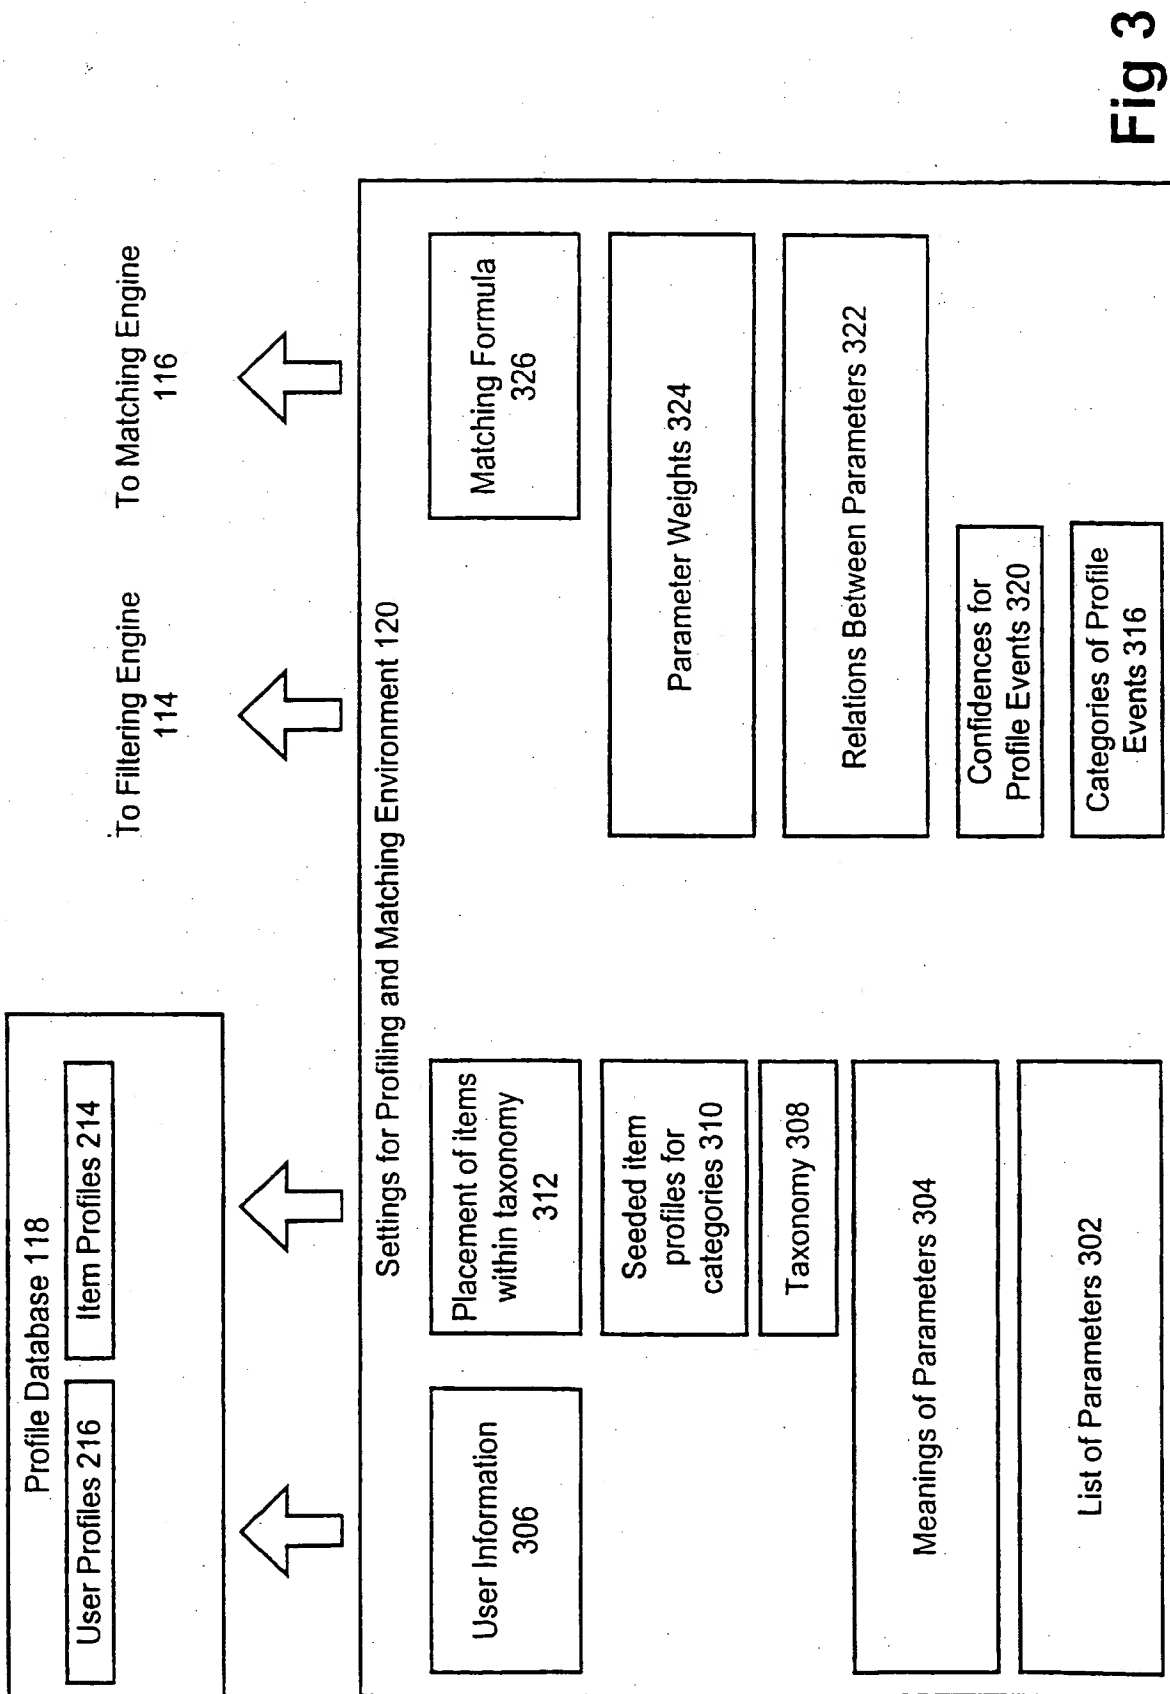 Profile Database 118
User Profiles 216
Item Profiles 214
To Filtering Engine
114
To Matching Engine
116
Settings for Profiling and Matching Environment 120
User Information
306
Placement of items
within taxonomy
312
Seeded item
profiles for
categories 310
Taxonomy 308
Meanings of Parameters 304
List of Parameters 302
Matching Formula
326
Parameter Weights 324
Relations Between Parameters 322
Confidences for
Profile Events 320
Categories of Profile
Events 316
Fig 3